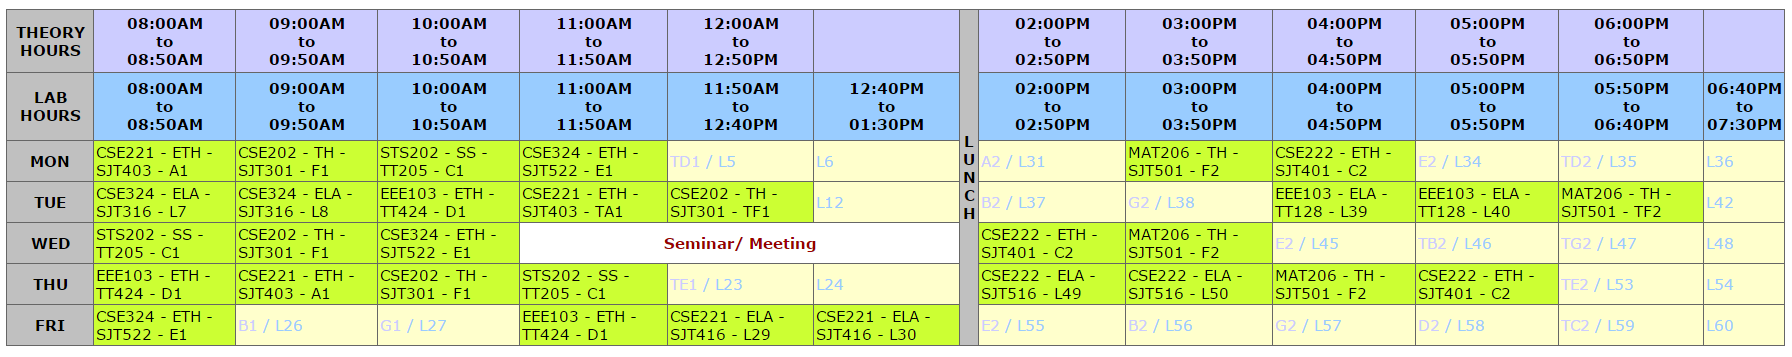 THEORY HOURS
08:00AM to 08:50AM
09:00AM to 09:50AM
10:00AM to 10:50AM
11:00AM to 11:50AM
12:00AM to 12:50PM
LUNCH
02:00PM to 02:50PM
03:00PM to 03:50PM
04:00PM to 04:50PM
05:00PM to 05:50PM
06:00PM to 06:50PM
LAB HOURS
08:00AM to 08:50AM
09:00AM to 09:50AM
10:00AM to 10:50AM
11:00AM to 11:50AM
11:50AM to 12:40PM
12:40PM to 01:30PM
02:00PM to 02:50PM
03:00PM to 03:50PM
04:00PM to 04:50PM
05:00PM to 05:50PM
05:50PM to 06:40PM
06:40PM to 07:30PM
MON
CSE221 - ETH - SJT403 - A1
CSE202 - TH - SJT301 - F1
STS202 - SS - TT205 - C1
CSE324 - ETH - SJT522 - E1
TD1 / L5
L6
A2 / L31
MAT206 - TH - SJT501 - F2
CSE222 - ETH - SJT401 - C2
E2 / L34
TD2 / L35
L36
TUE
CSE324 - ELA - SJT316 - L7
CSE324 - ELA - SJT316 - L8
EEE103 - ETH - TT424 - D1
CSE221 - ETH - SJT403 - TA1
CSE202 - TH - SJT301 - TF1
L12
B2 / L37
G2 / L38
EEE103 - ELA - TT128 - L39
EEE103 - ELA - TT128 - L40
MAT206 - TH - SJT501 - TF2
L42
WED
STS202 - SS - TT205 - C1
CSE202 - TH - SJT301 - F1
CSE324 - ETH - SJT522 - E1
Seminar/ Meeting
CSE222 - ETH - SJT401 - C2
MAT206 - TH - SJT501 - F2
E2 / L45
TB2 / L46
TG2 / L47
L48
THU
EEE103 - ETH - TT424 - D1
CSE221 - ETH - SJT403 - A1
CSE202 - TH - SJT301 - F1
STS202 - SS - TT205 - C1
TE1 / L23
L24
CSE222 - ELA - SJT516 - L49
CSE222 - ELA - SJT516 - L50
MAT206 - TH - SJT501 - F2
CSE222 - ETH - SJT401 - C2
TE2 / L53
L54
FRI
CSE324 - ETH - SJT522 - E1
B1 / L26
G1 / L27
EEE103 - ETH - TT424 - D1
CSE221 - ELA - SJT416 - L29
CSE221 - ELA - SJT416 - L30
E2 / L55
B2 / L56
G2 / L57
D2 / L58
TC2 / L59
L60